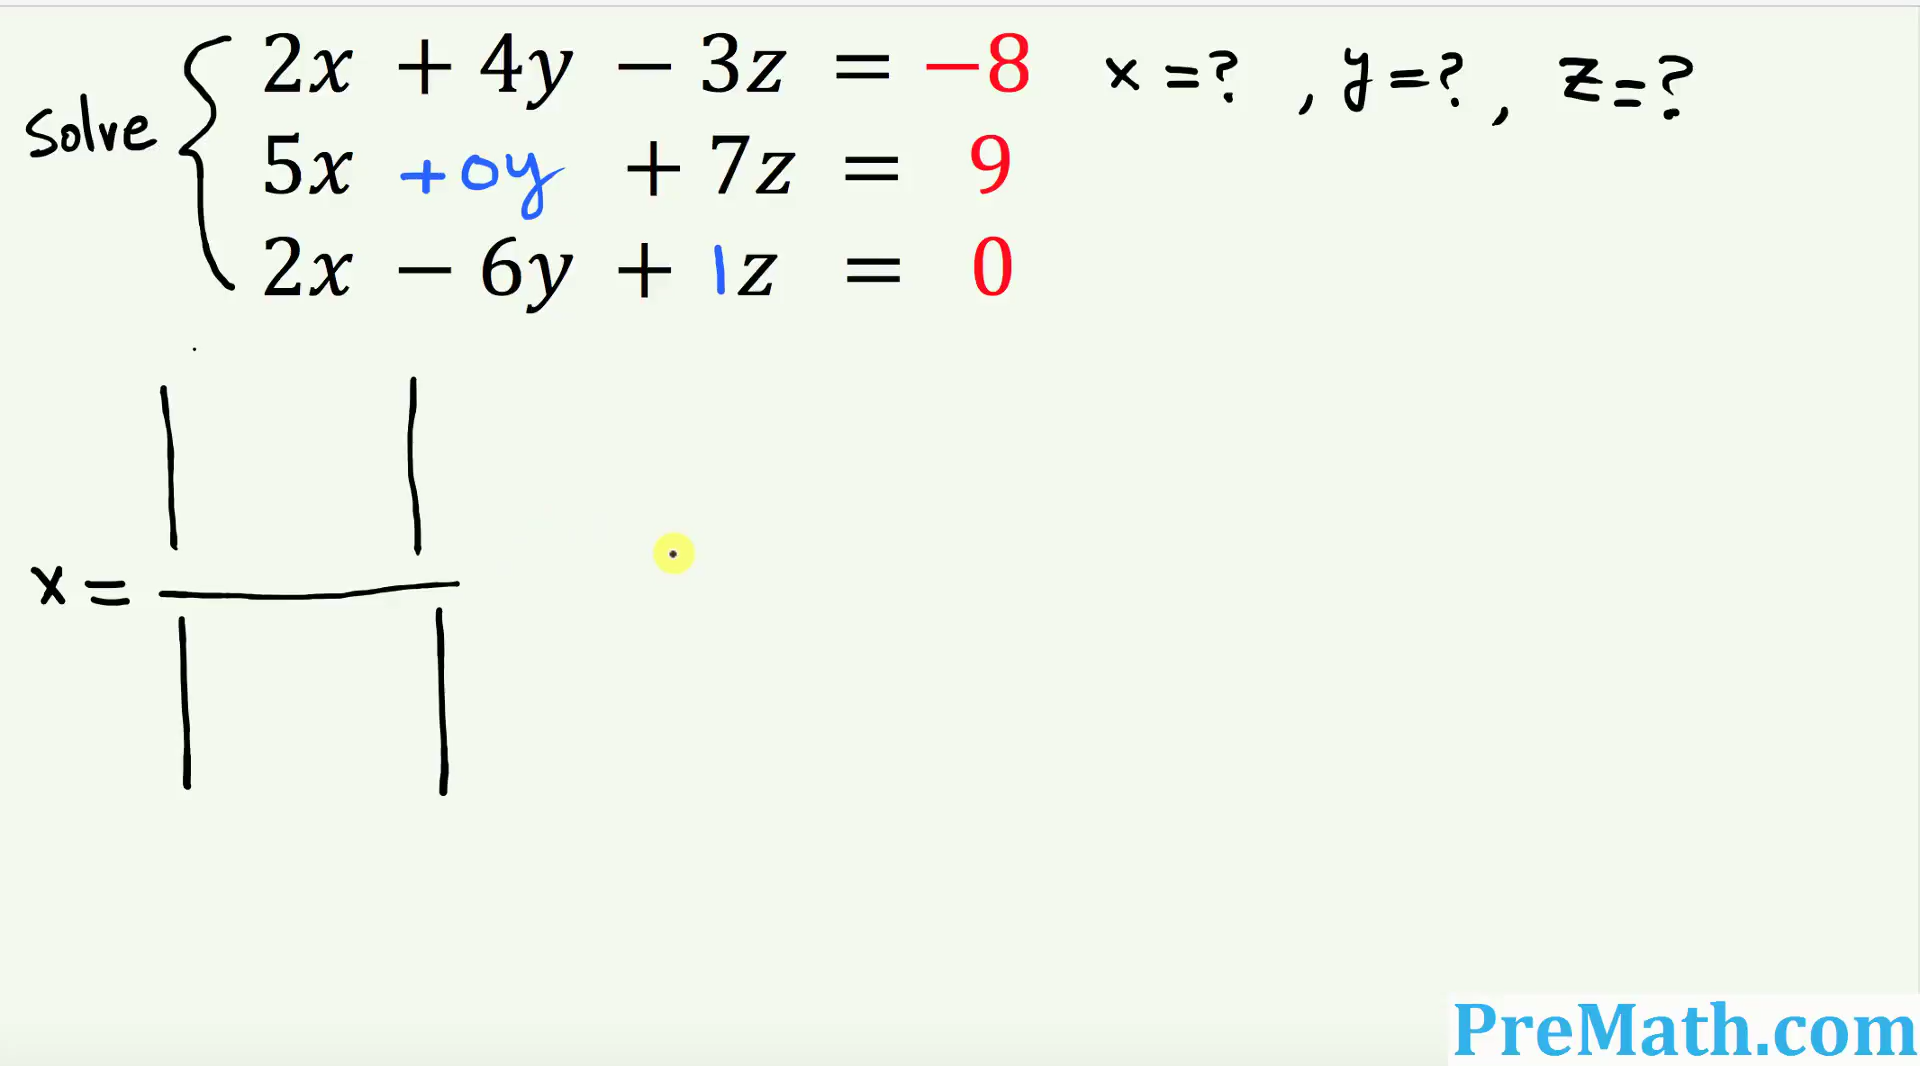 2x + 4y − 3z = −8 x =? , y =? , z =?
solve
5x +0y + 7z = 9
2x − 6y + 1z = 0
x =
PreMath.com